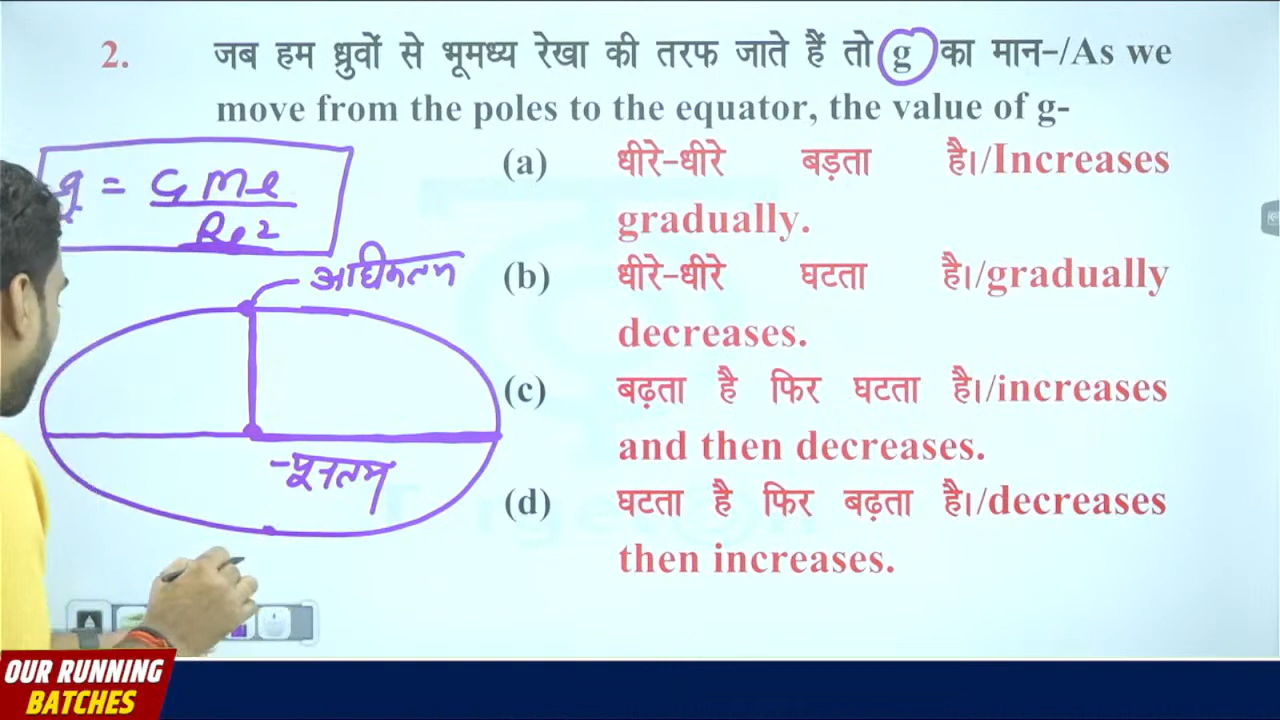 2. जब हम ध्रुवों से भूमध्य रेखा की तरफ जाते हैं तो g का मान-/As we
move from the poles to the equator, the value of g-
(a) धीरे-धीरे बड़ता है।/Increases
gradually.
(b) धीरे-धीरे घटता है।/gradually
decreases.
(c) बढ़ता है फिर घटता है।/increases
and then decreases.
(d) घटता है फिर बढ़ता है।/decreases
then increases.
g = GMe
Re2
अधिकतम
OUR RUNNING
BATCHES